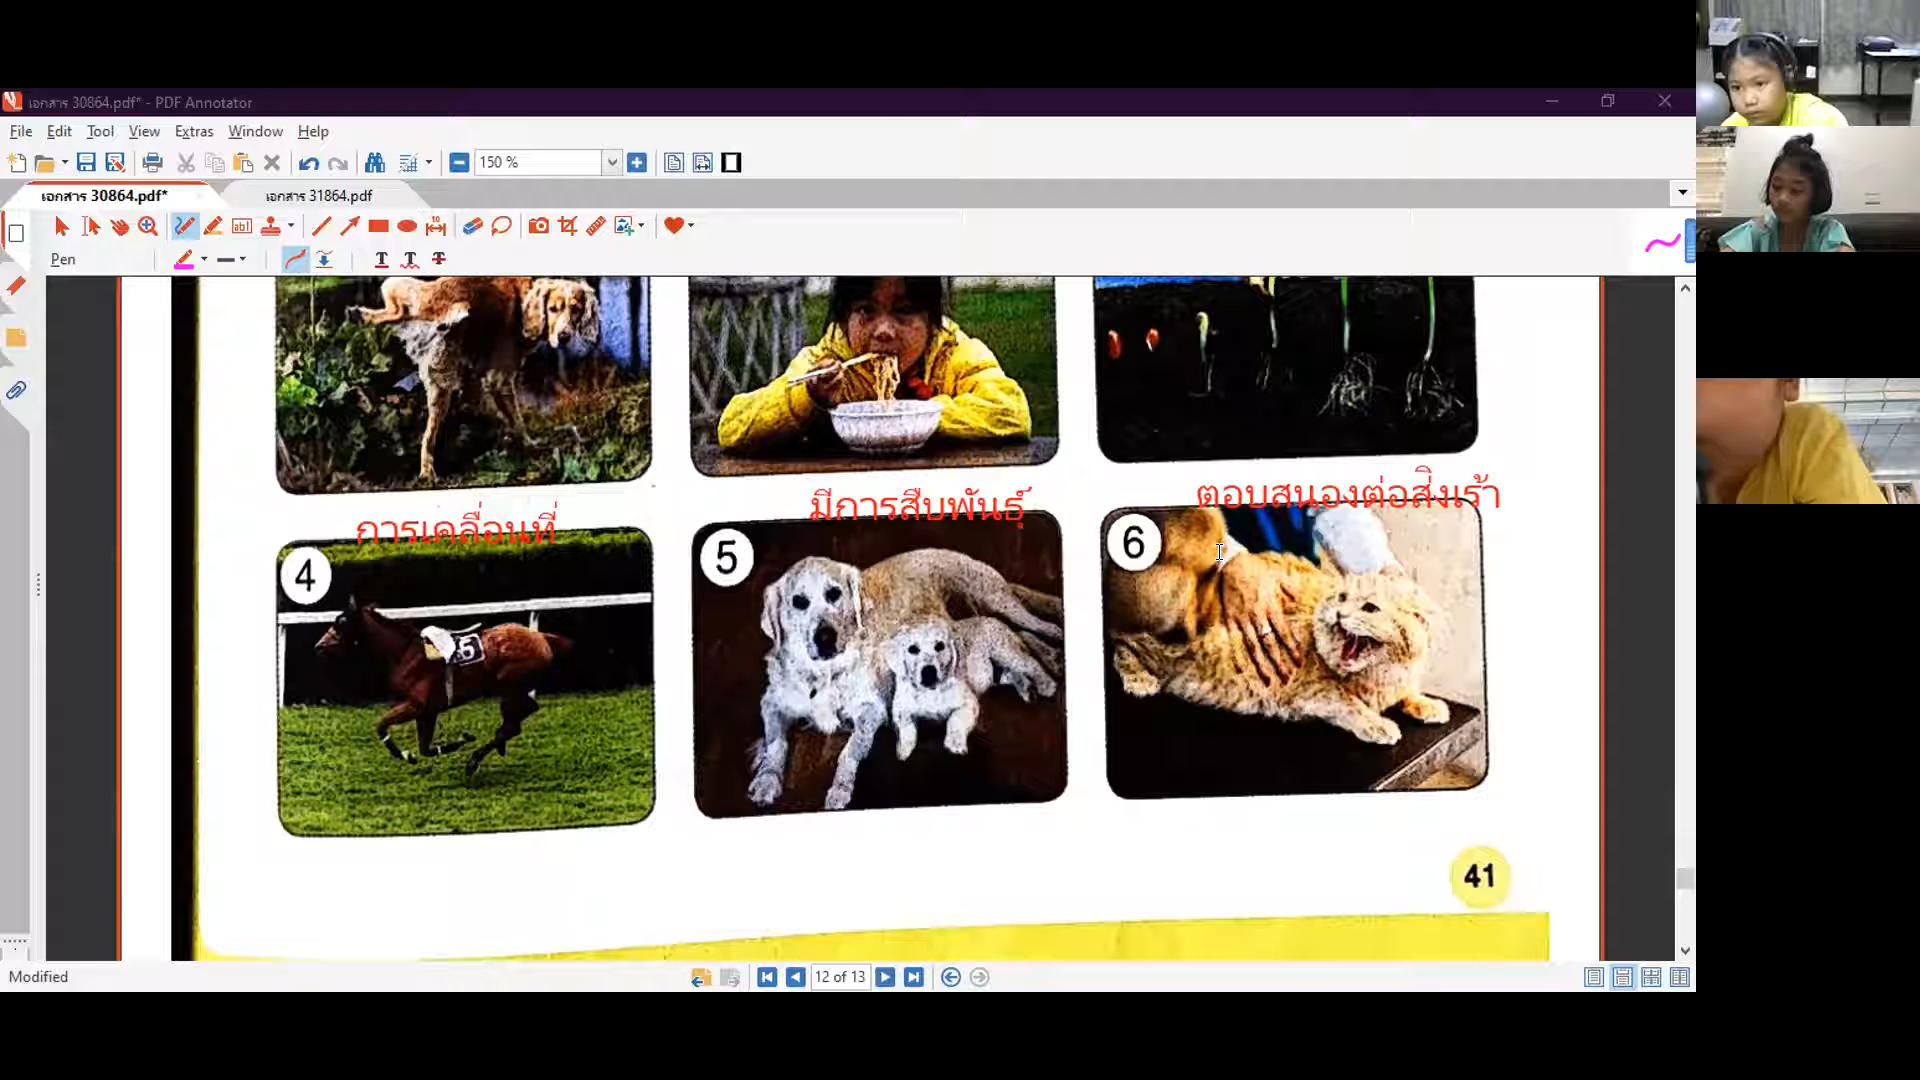 เอกสาร 30864.pdf* - PDF Annotator
File Edit Tool View Extras Window Help
150 %
เอกสาร 30864.pdf*
เอกสาร 31864.pdf
Pen
การเคลื่อนที่
มีการสืบพันธุ์
ตอบสนองต่อสิ่งเร้า
4
5
6
5
41
Modified
12 of 13